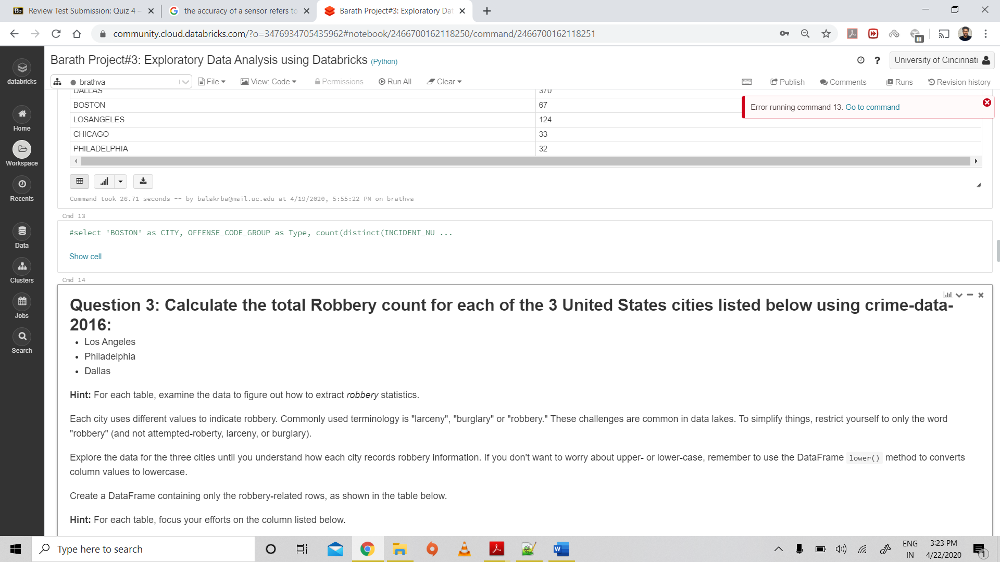 Bb Review Test Submission: Quiz 4 –
the accuracy of a sensor refers to
Barath Project#3: Exploratory Dat
community.cloud.databricks.com/?o=3476934705435962#notebook/2466700162118250/command/2466700162118251
Barath Project#3: Exploratory Data Analysis using Databricks (Python)
? University of Cincinnati
databricks
brathva File View: Code Permissions Run All Clear Publish Comments Runs Revision history
DALLAS 370
BOSTON 67
Error running command 13. Go to command
LOSANGELES 124
CHICAGO 33
PHILADELPHIA 32
Home
Workspace
Recents
Data
Clusters
Jobs
Search
Command took 26.71 seconds -- by balakrba@mail.uc.edu at 4/19/2020, 5:55:22 PM on brathva
Cmd 13
#select 'BOSTON' as CITY, OFFENSE_CODE_GROUP as Type, count(distinct(INCIDENT_NU ...
Show cell
Cmd 14
Question 3: Calculate the total Robbery count for each of the 3 United States cities listed below using crime-data-
2016:
• Los Angeles
• Philadelphia
• Dallas
Hint: For each table, examine the data to figure out how to extract robbery statistics.
Each city uses different values to indicate robbery. Commonly used terminology is "larceny", "burglary" or "robbery." These challenges are common in data lakes. To simplify things, restrict yourself to only the word
"robbery" (and not attempted-roberty, larceny, or burglary).
Explore the data for the three cities until you understand how each city records robbery information. If you don't want to worry about upper- or lower-case, remember to use the DataFrame lower() method to converts
column values to lowercase.
Create a DataFrame containing only the robbery-related rows, as shown in the table below.
Hint: For each table, focus your efforts on the column listed below.
Type here to search
ENG
IN
3:23 PM
4/22/2020
1